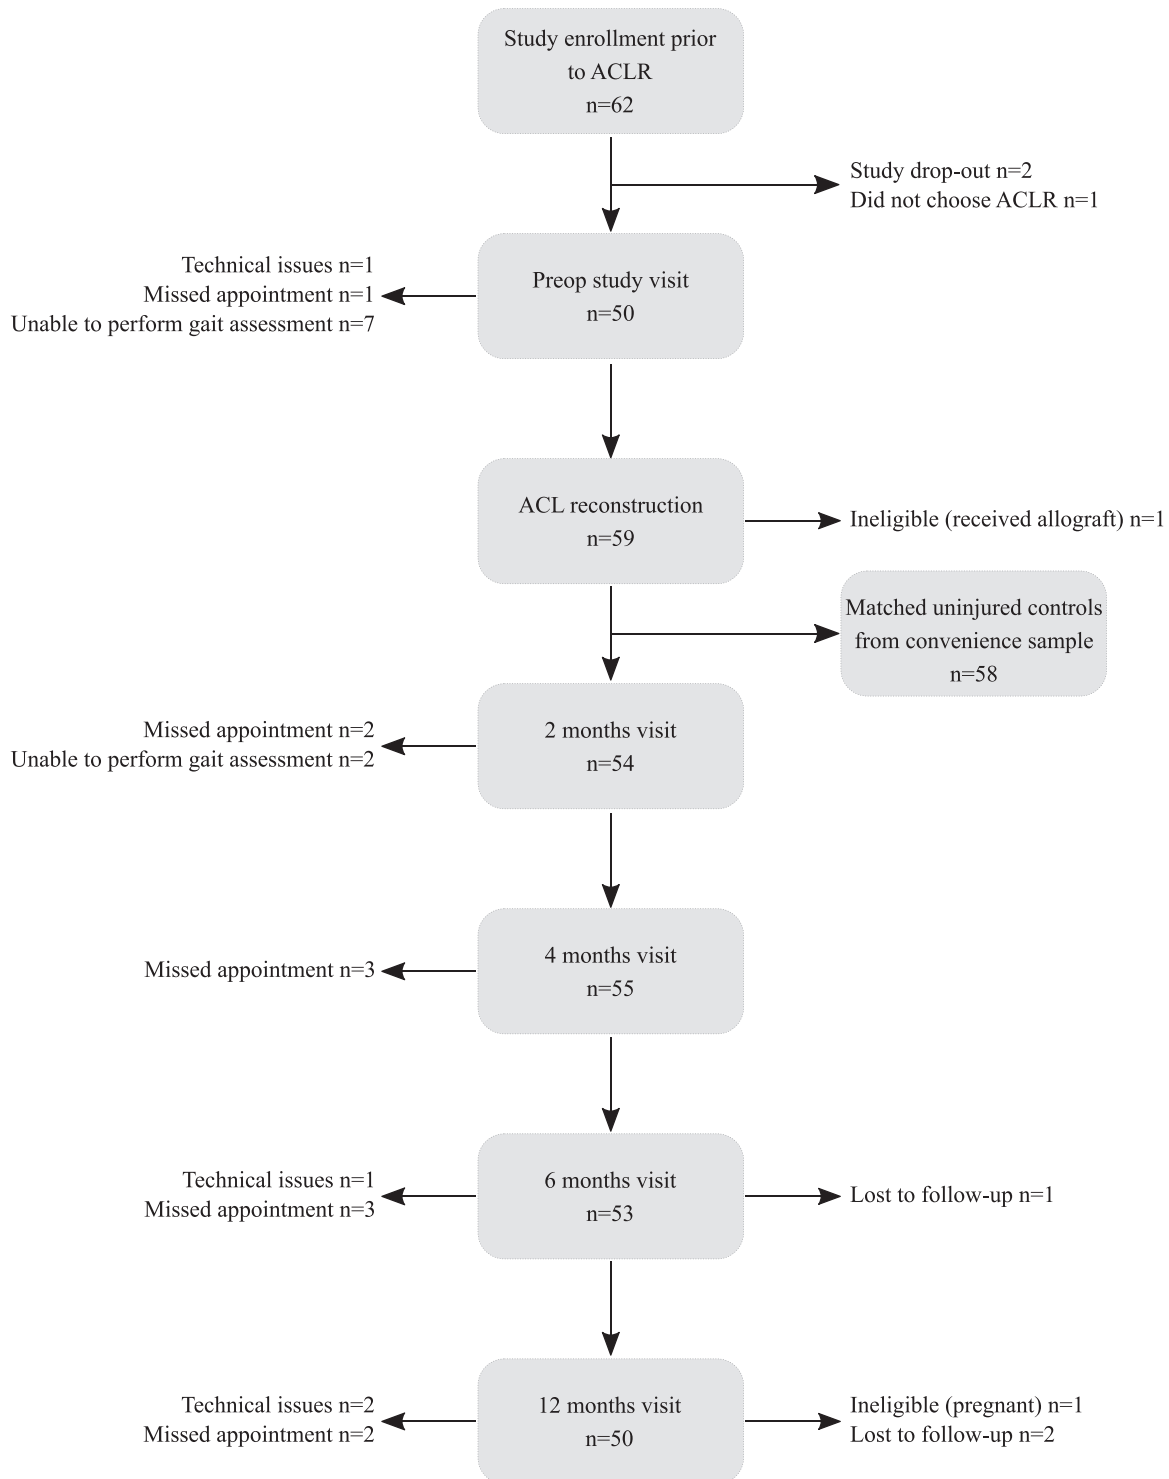 Study enrollment prior
to ACLR
n=62
Study drop-out n=2
Did not choose ACLR n=1
Technical issues n=1
Missed appointment n=1
Unable to perform gait assessment n=7
Preop study visit
n=50
ACL reconstruction
n=59
Ineligible (received allograft) n=1
Matched uninjured controls
from convenience sample
n=58
Missed appointment n=2
Unable to perform gait assessment n=2
2 months visit
n=54
Missed appointment n=3
4 months visit
n=55
Technical issues n=1
Missed appointment n=3
6 months visit
n=53
Lost to follow-up n=1
Technical issues n=2
Missed appointment n=2
12 months visit
n=50
Ineligible (pregnant) n=1
Lost to follow-up n=2